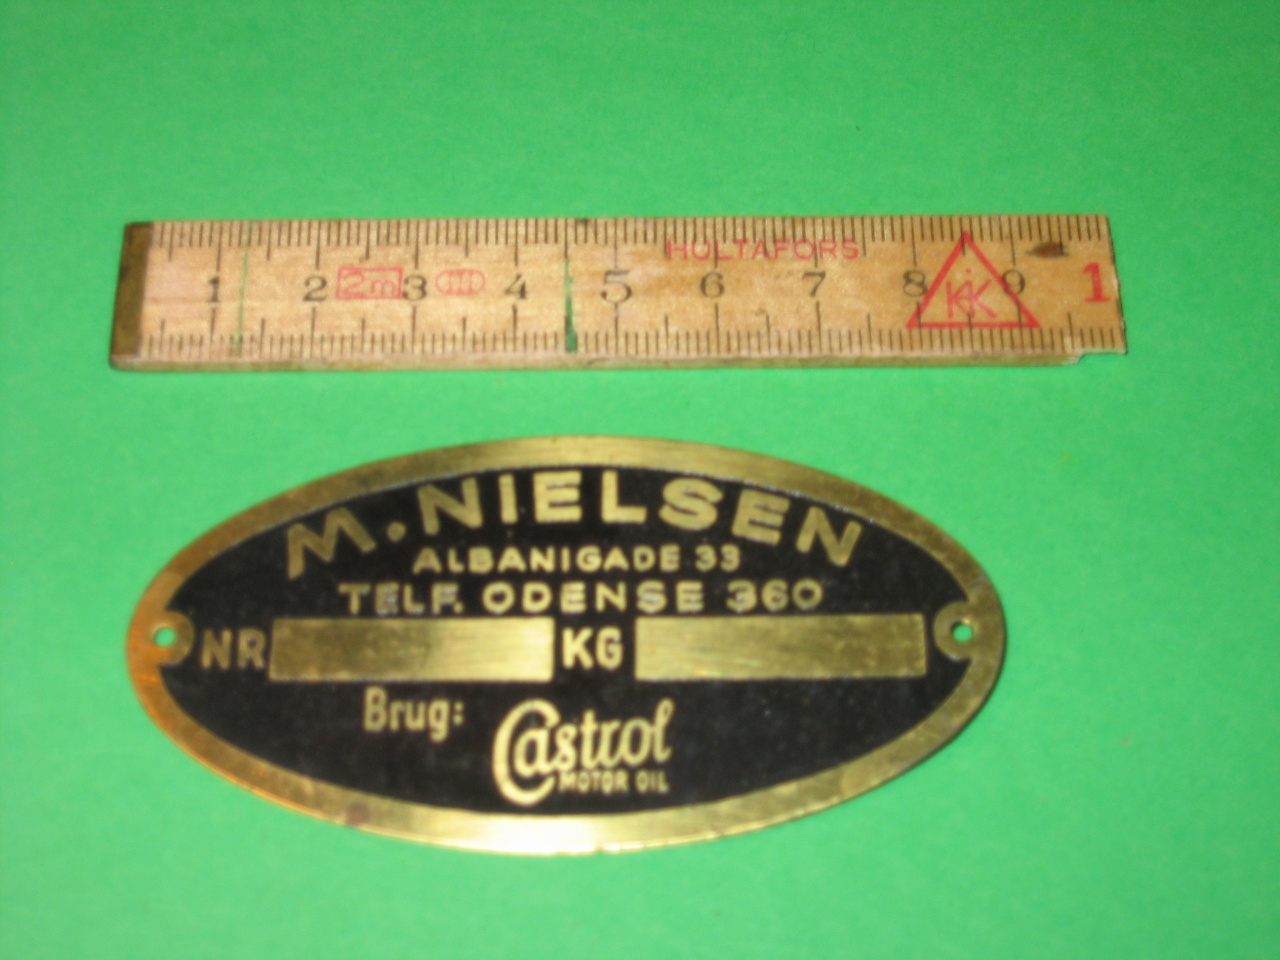 HULTAFORS
1 2 2m 3 4 5 6 7 8 9 1
KK
M. NIELSEN
ALBANIGADE 33
TELF. ODENSE 360
NR KG
Brug: Castrol
MOTOR OIL